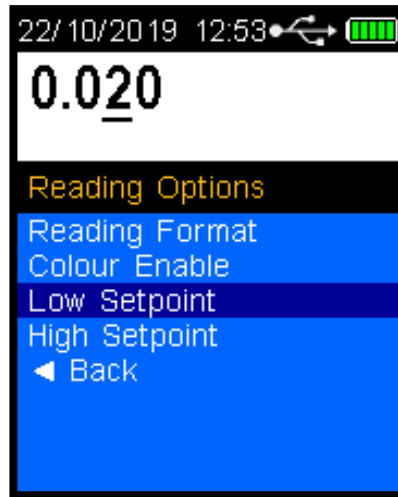 22/10/2019 12:53
0.020
Reading Options
Reading Format
Colour Enable
Low Setpoint
High Setpoint
◄ Back